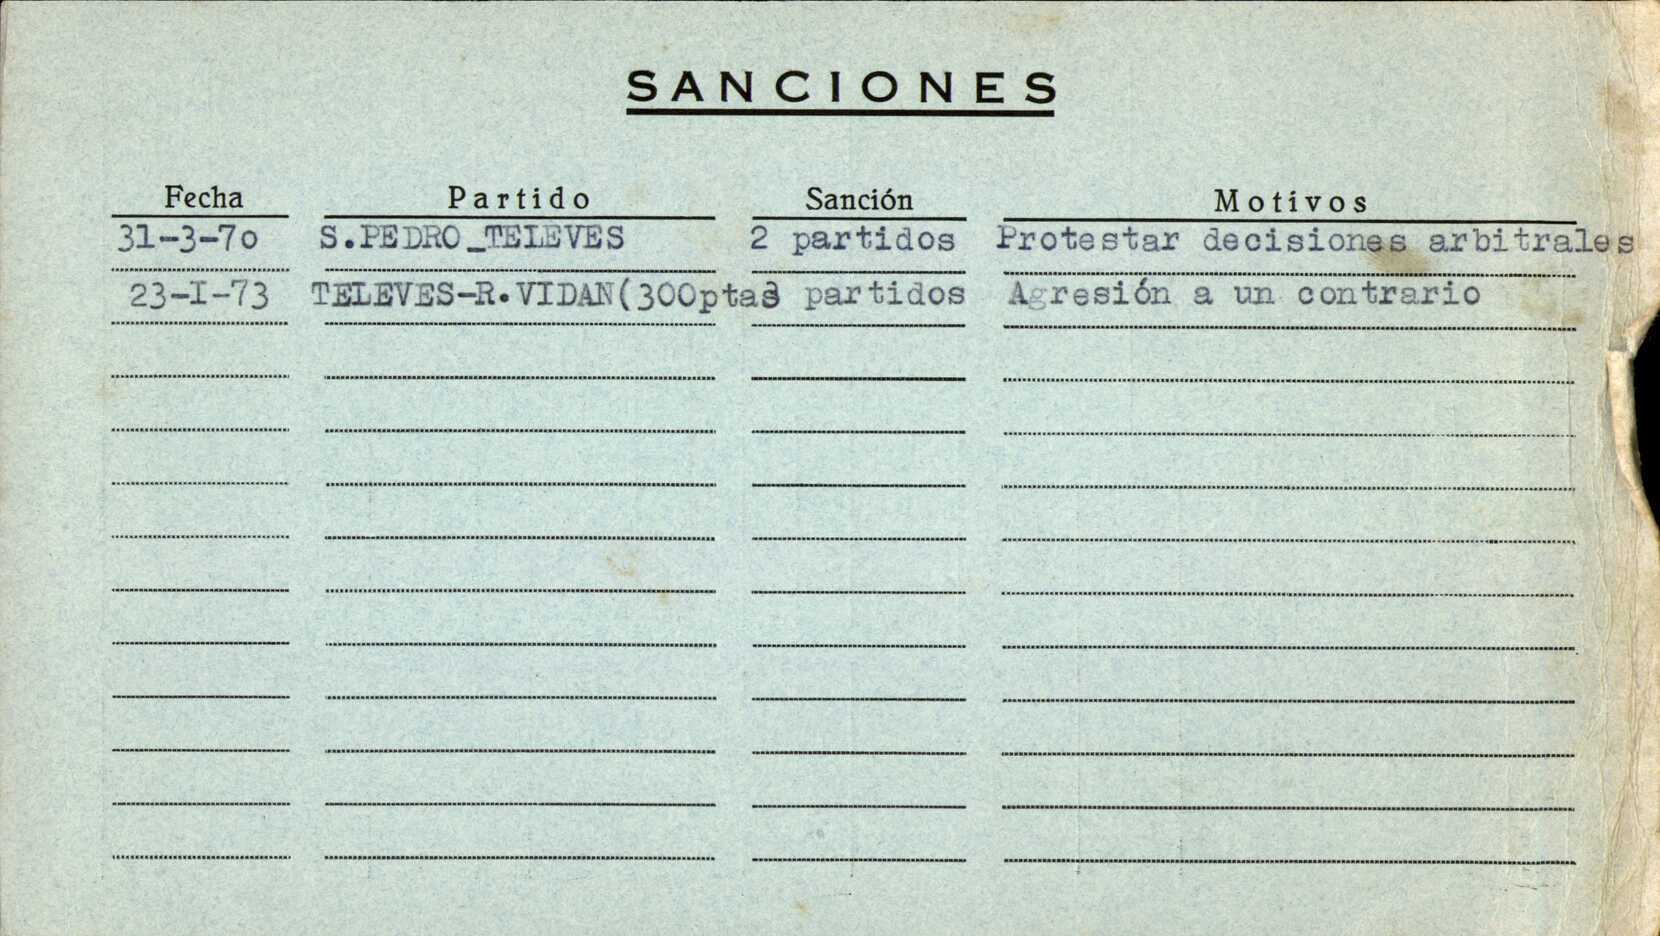 SANCIONES
Fecha Partido Sanción Motivos
31-3-7o S.PEDRO_TELEVES 2 partidos Protestar decisiones arbitrales
23-I-73 TELEVES-R.VIDAN(300ptas partidos Agresión a un contrario